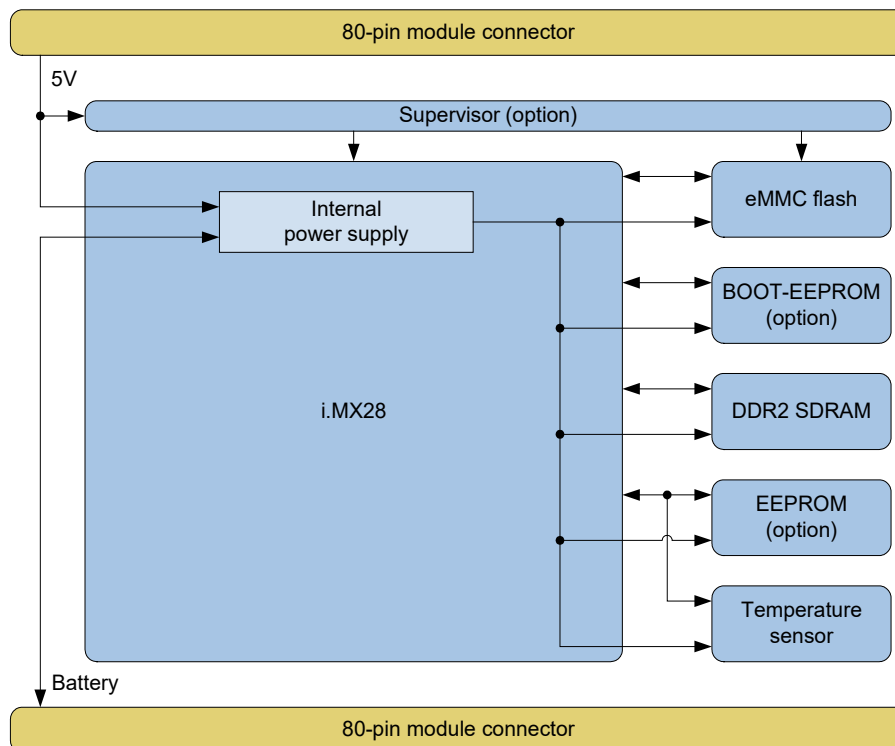 80-pin module connector
5V
Supervisor (option)
Internal
power supply
eMMC flash
BOOT-EEPROM
(option)
i.MX28
DDR2 SDRAM
EEPROM
(option)
Temperature
sensor
Battery
80-pin module connector